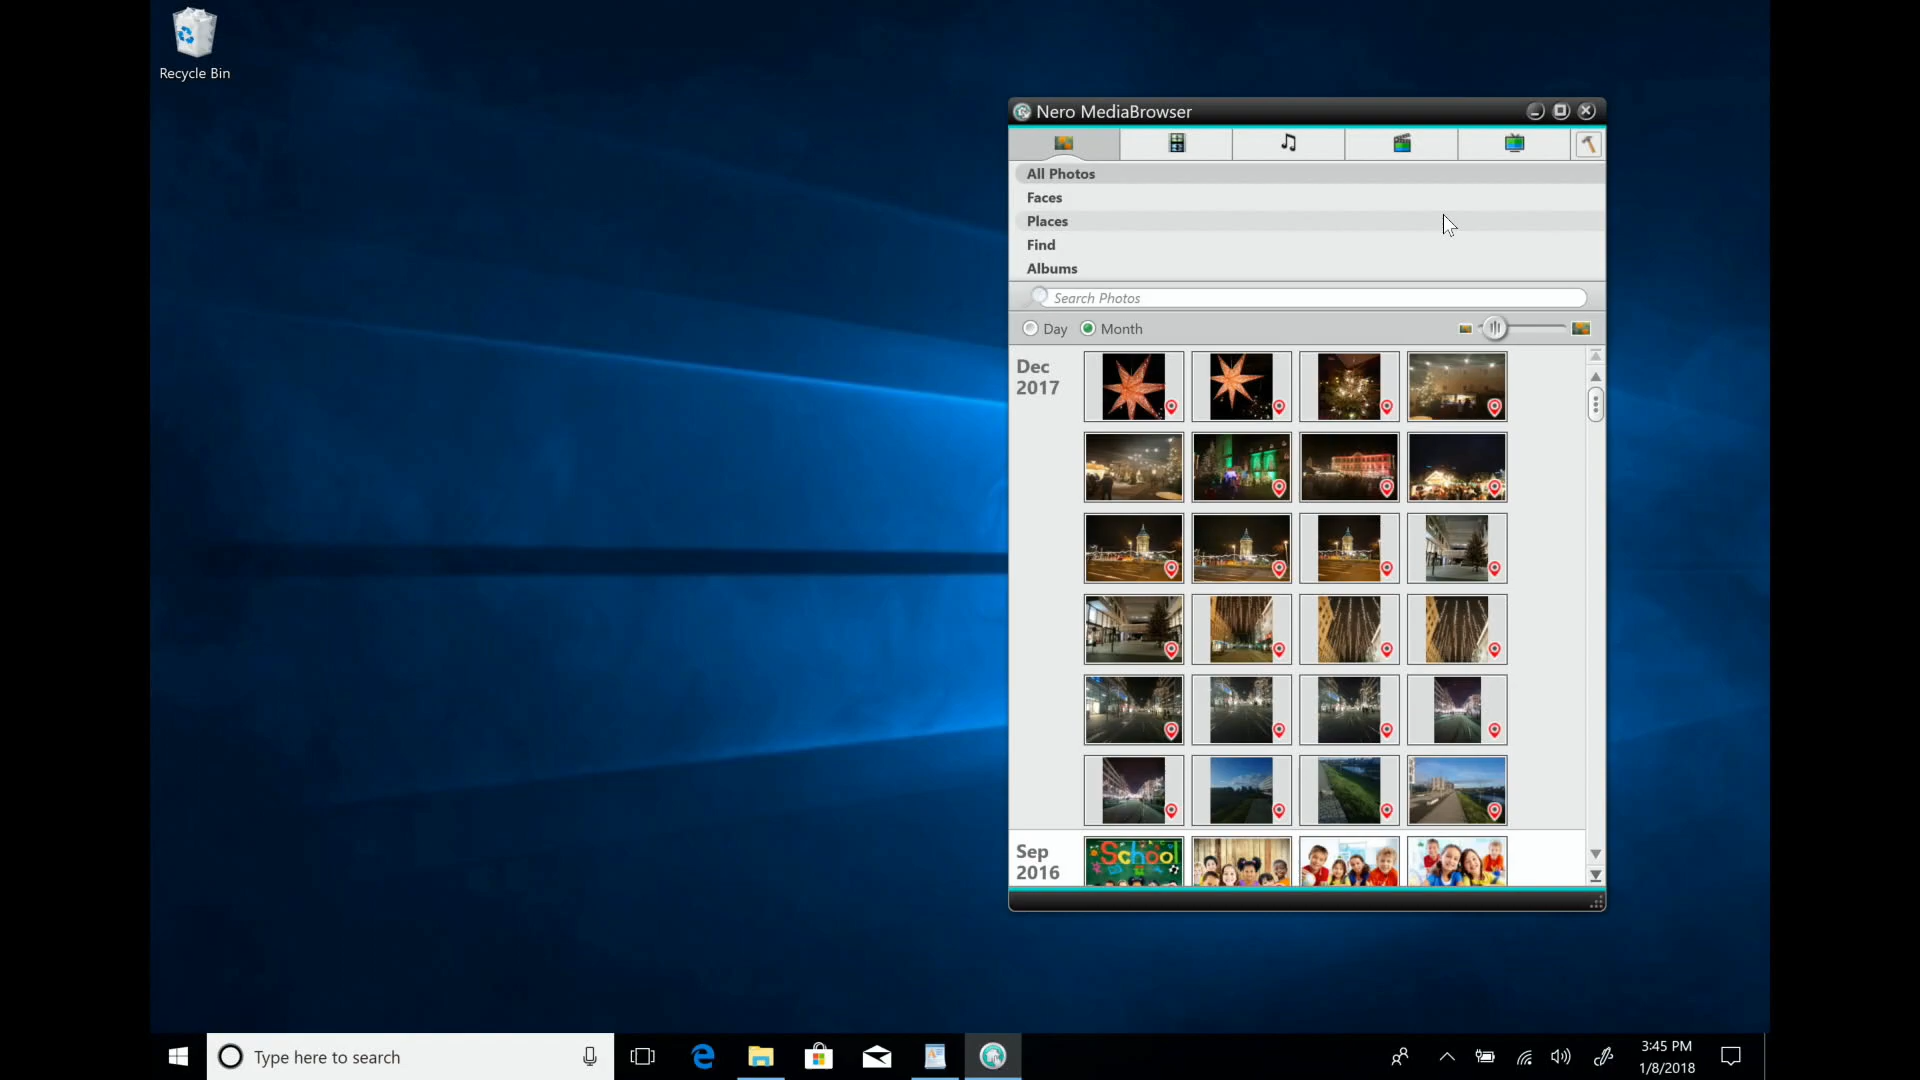 Recycle Bin
Nero MediaBrowser
All Photos
Faces
Places
Find
Albums
Search Photos
Day
Month
Dec
2017
Sep
2016
School
Type here to search
3:45 PM
1/8/2018